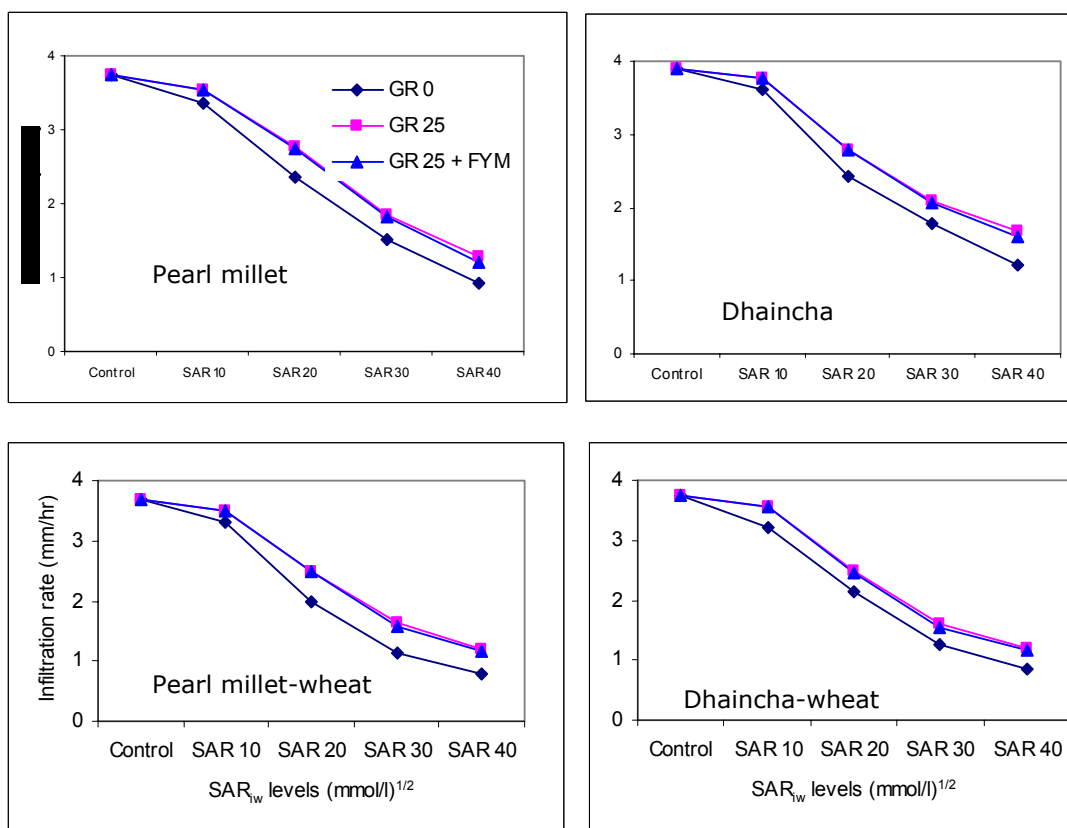 4
3
2
1
0
GR 0
GR 25
GR 25 + FYM
Pearl millet
Control SAR 10 SAR 20 SAR 30 SAR 40
4
3
2
1
0
Dhaincha
Control SAR 10 SAR 20 SAR 30 SAR 40
Infiltration rate (mm/hr)
4
3
2
1
0
Pearl millet-wheat
Control SAR 10 SAR 20 SAR 30 SAR 40
SARiw levels (mmol/l)1/2
4
3
2
1
0
Dhaincha-wheat
Control SAR 10 SAR 20 SAR 30 SAR 40
SARiw levels (mmol/l)1/2